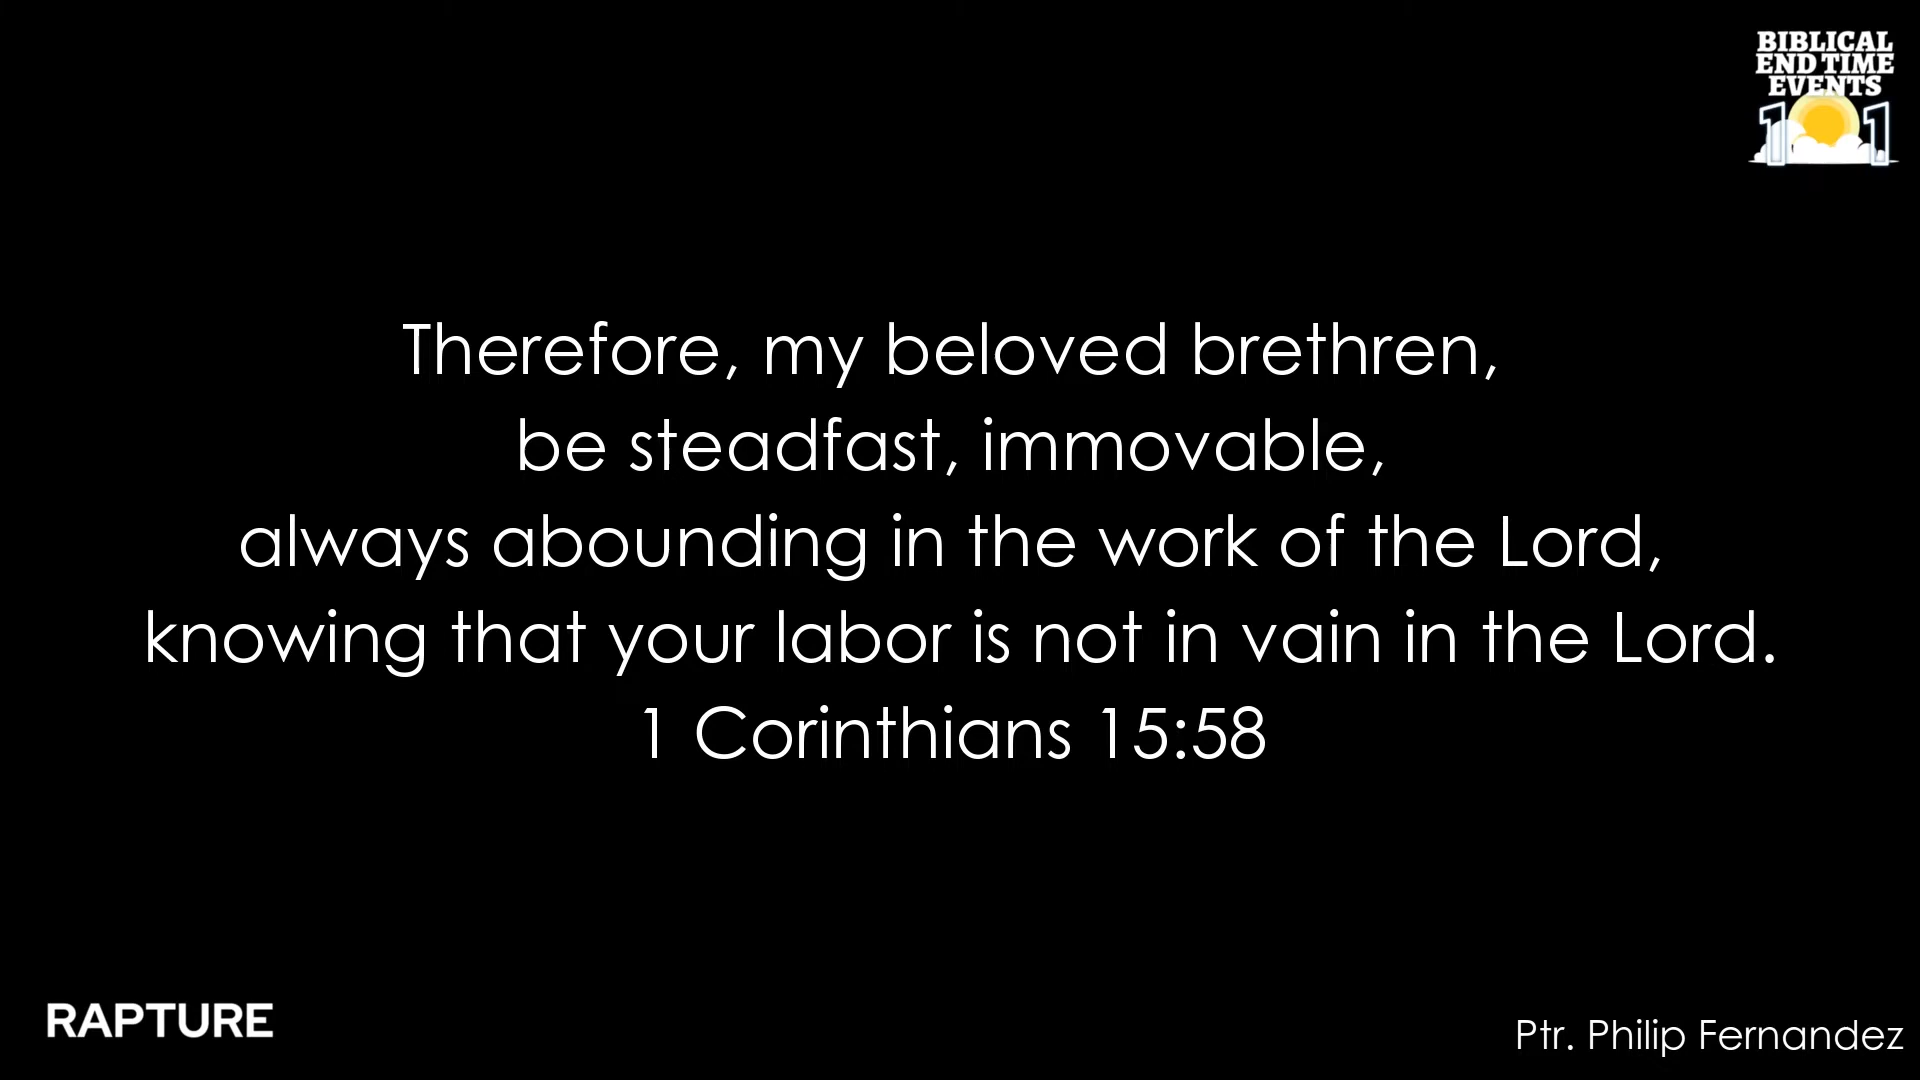 BIBLICAL
END TIME
EVENTS
101
Therefore, my beloved brethren,
be steadfast, immovable,
always abounding in the work of the Lord,
knowing that your labor is not in vain in the Lord.
1 Corinthians 15:58
RAPTURE
Ptr. Philip Fernandez